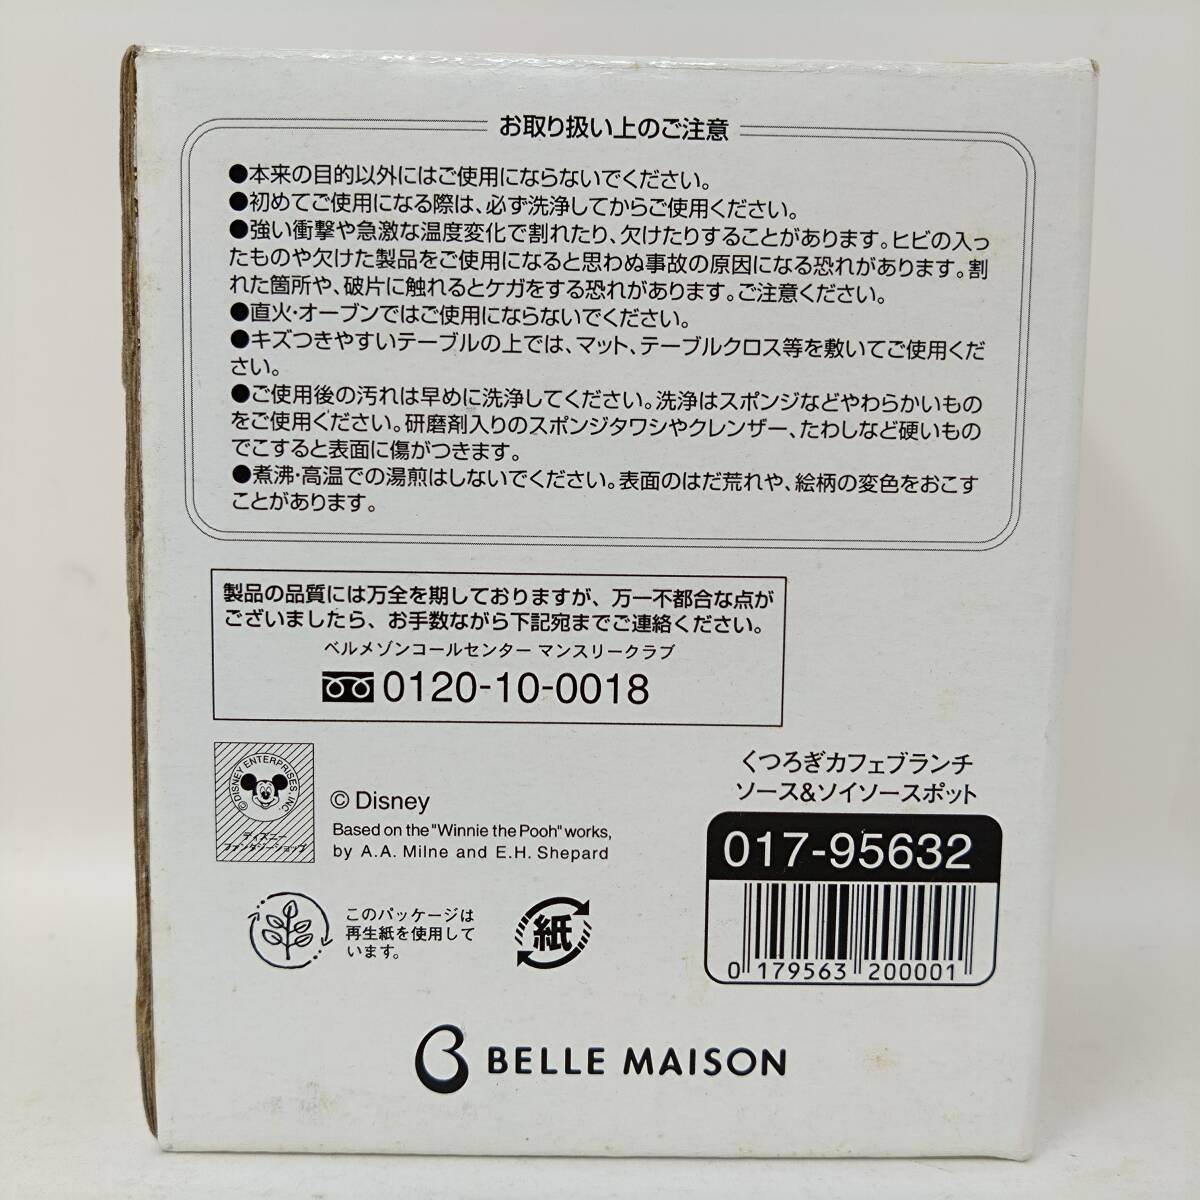 お取り扱い上のご注意
●本来の目的以外にはご使用にならないでください。
●初めてご使用になる際は、必ず洗浄してからご使用ください。
●強い衝撃や急激な温度変化で割れたり、欠けたりすることがあります。ヒビの入っ
たものや欠けた製品をご使用になると思わぬ事故の原因になる恐れがあります。割
れた箇所や、破片に触れるとケガをする恐れがあります。ご注意ください。
●直火・オーブンではご使用にならないでください。
●キズつきやすいテーブルの上では、マット、テーブルクロス等を敷いてご使用くだ
さい。
●ご使用後の汚れは早めに洗浄してください。洗浄はスポンジなどやわらかいもの
をご使用ください。研磨剤入りのスポンジタワシやクレンザー、たわしなど硬いもの
でこすると表面に傷がつきます。
●煮沸・高温での湯煎はしないでください。表面のはだ荒れや、絵柄の変色をおこす
ことがあります。
製品の品質には万全を期しておりますが、万一不都合な点が
ございましたら、お手数ながら下記宛までご連絡ください。
ベルメゾンコールセンター マンスリークラブ
0120-10-0018
©DISNEY ENTERPRISES, INC.
ディズニー
ファンタジーショップ
© Disney
Based on the "Winnie the Pooh" works,
by A.A. Milne and E.H. Shepard
くつろぎカフェブランチ
ソース&ソイソースポット
017-95632
0 179563 200001
このパッケージは
再生紙を使用して
います。
紙
BELLE MAISON